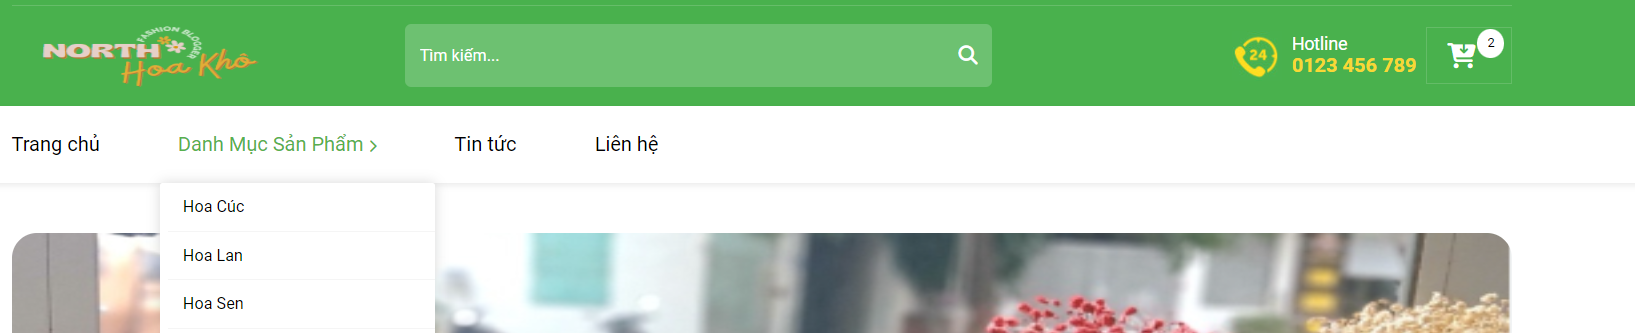 FASHION BLOGGER
NORTH
Hoa Khô
Tìm kiếm...
24
Hotline
0123 456 789
2
Trang chủ
Danh Mục Sản Phẩm
Tin tức
Liên hệ
Hoa Cúc
Hoa Lan
Hoa Sen